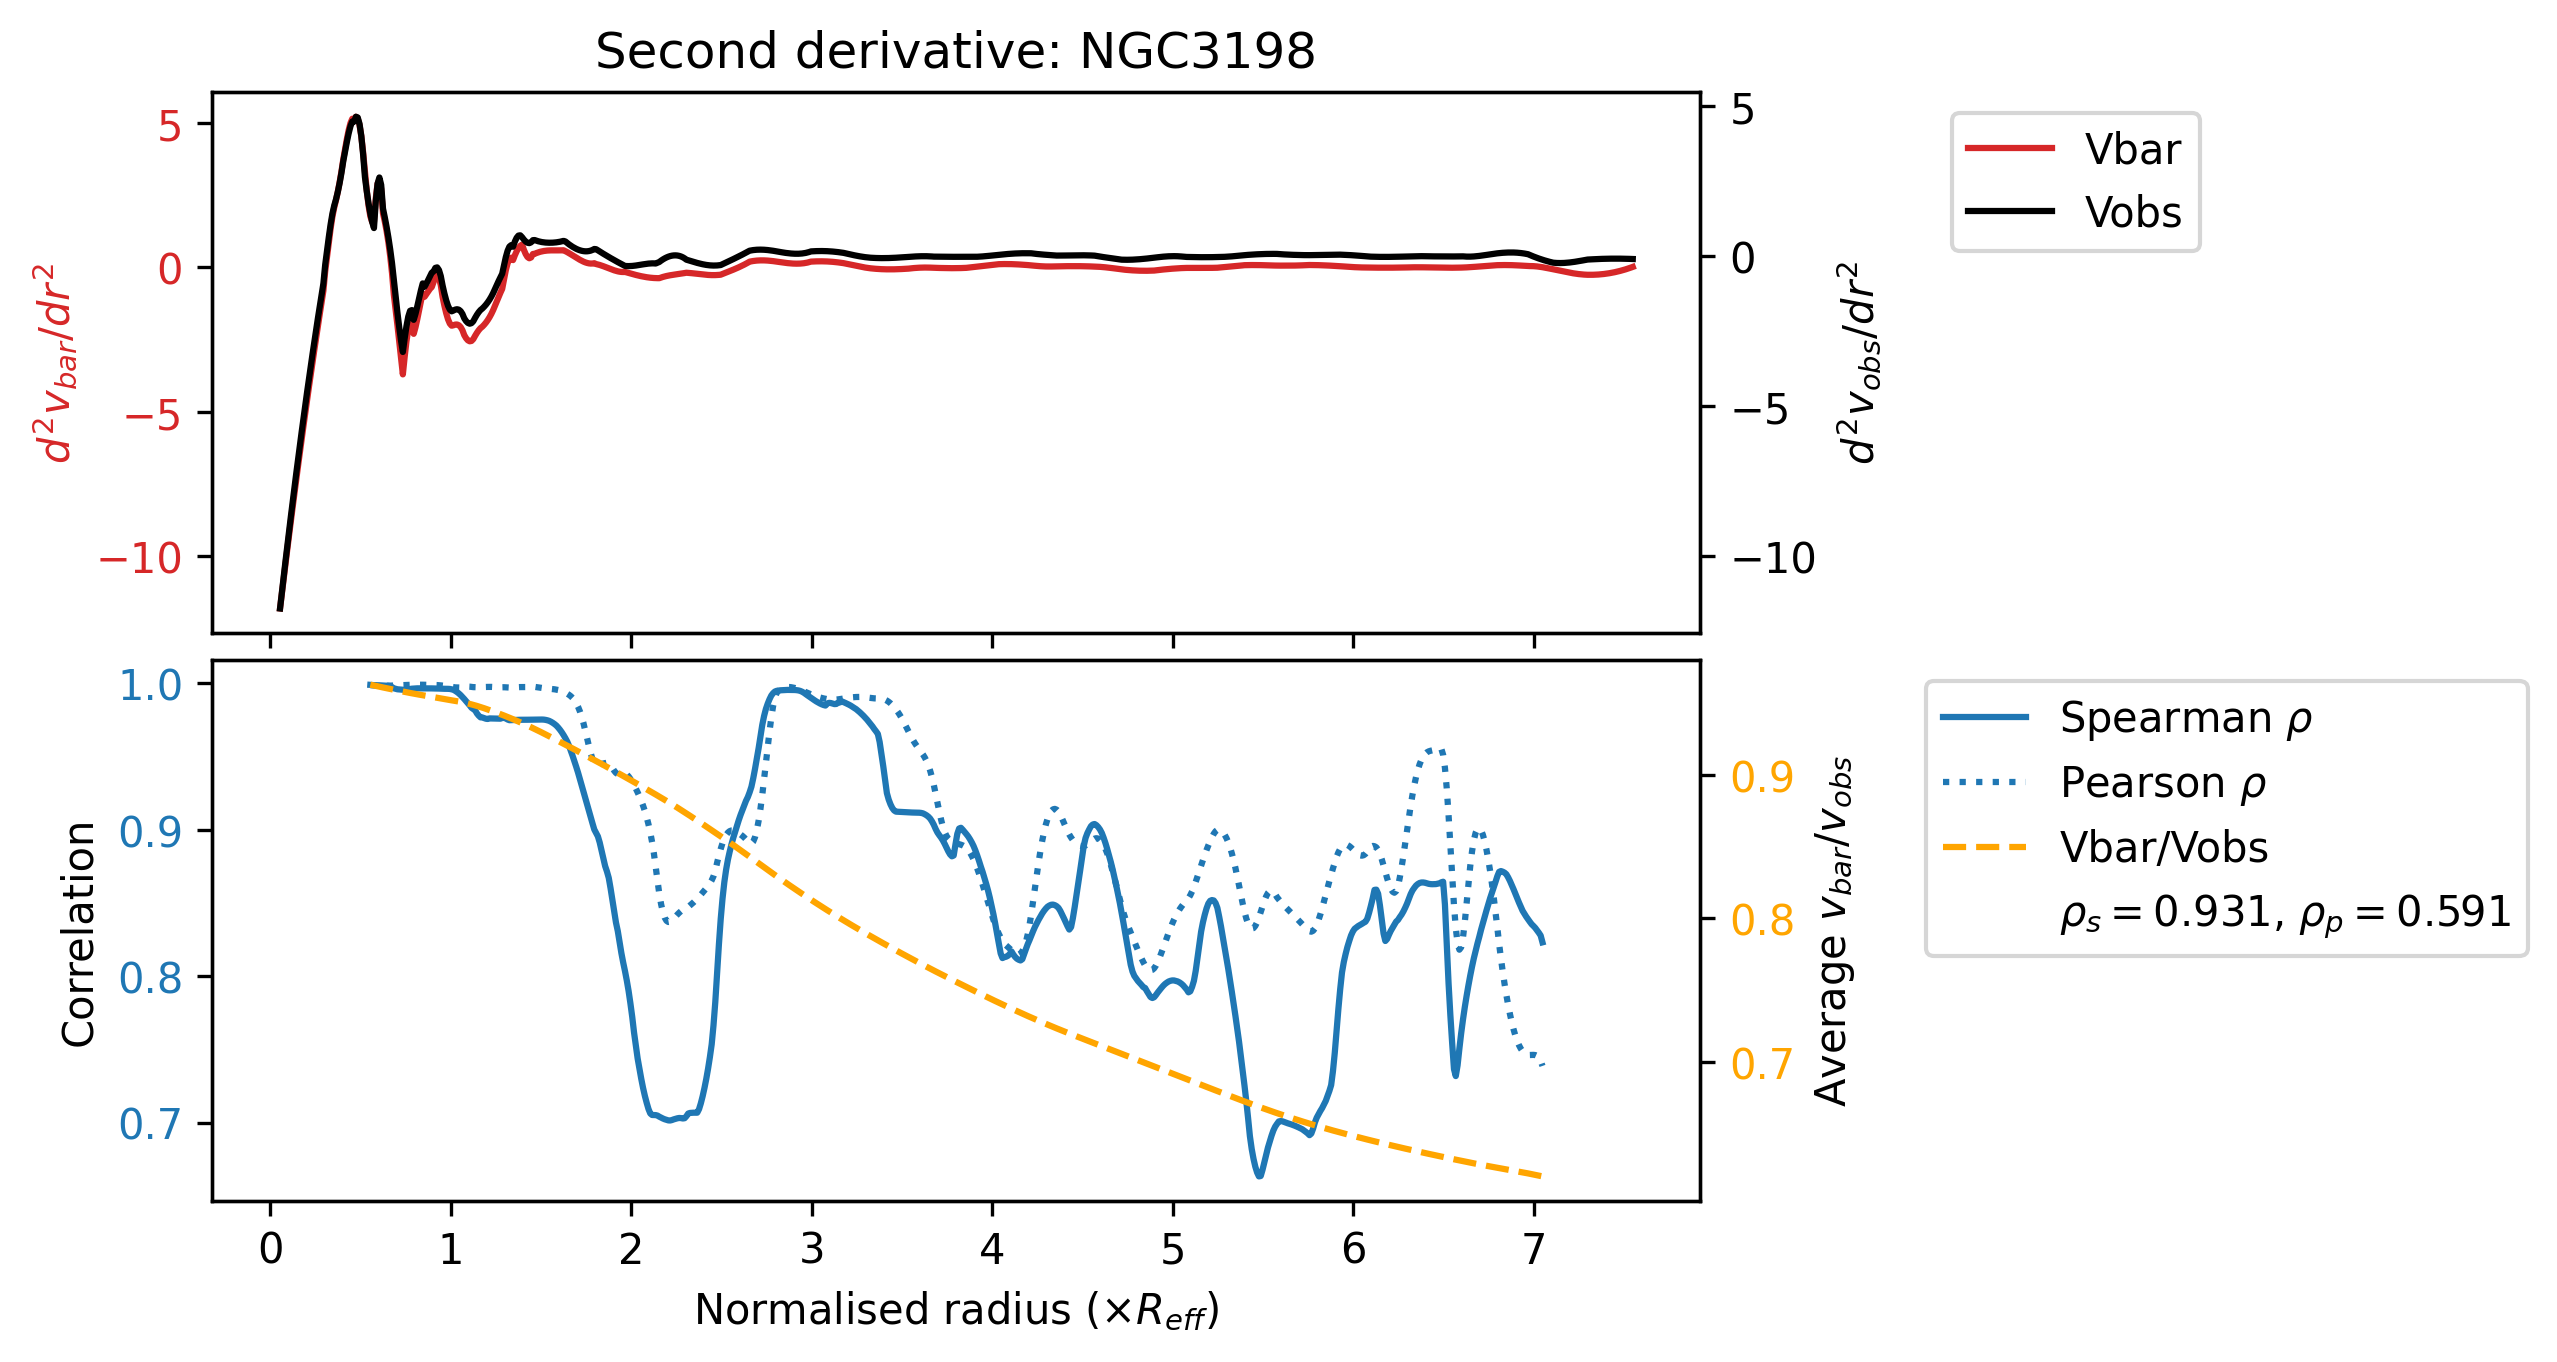 Second derivative: NGC3198
5
0
−5
−10
d²v_bar/dr²
5
0
−5
−10
d²v_obs/dr²
Vbar
Vobs
1.0
0.9
0.8
0.7
Correlation
0.9
0.8
0.7
Average v_bar/v_obs
Spearman ρ
Pearson ρ
Vbar/Vobs
ρ_s = 0.931, ρ_p = 0.591
0 1 2 3 4 5 6 7
Normalised radius (×R_eff)